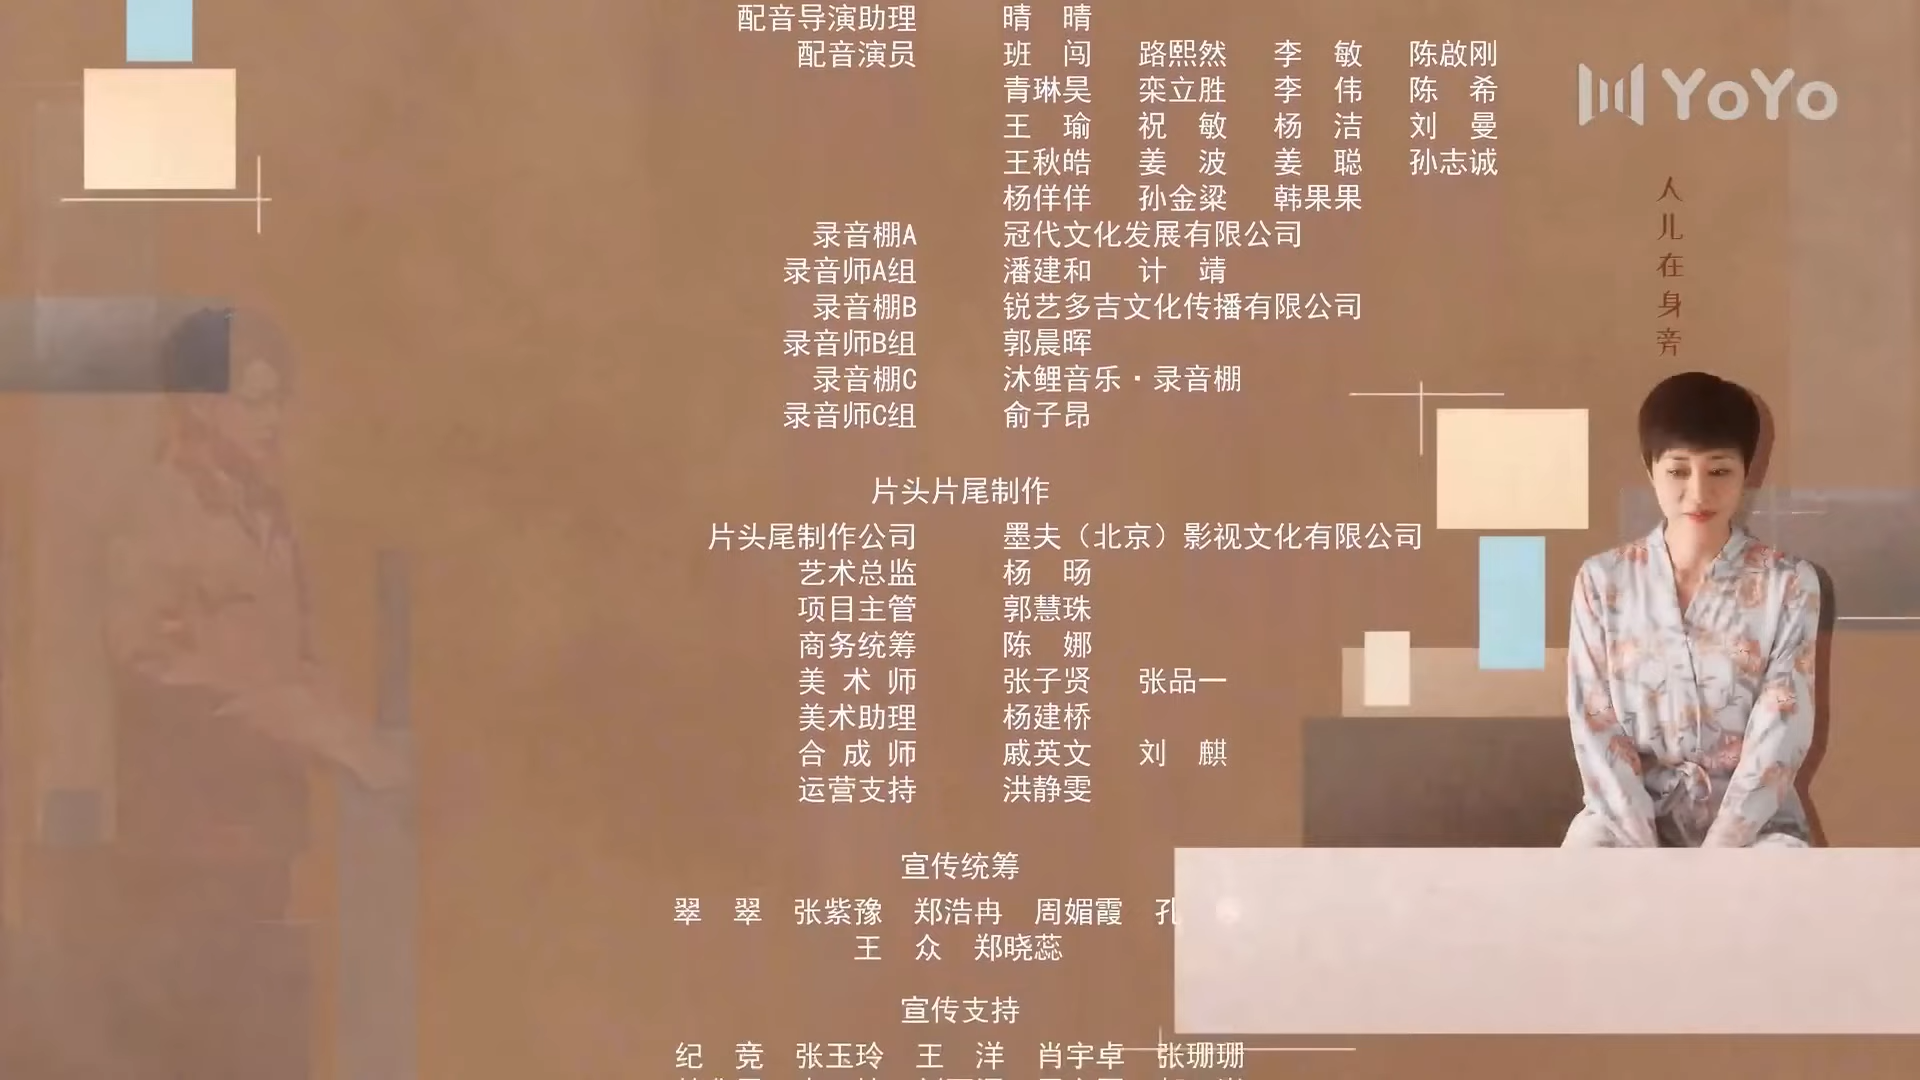 配音导演助理 晴 晴
配音演员 班 闯 路熙然 李 敏 陈啟刚
青琳昊 栾立胜 李 伟 陈 希
王 瑜 祝 敏 杨 洁 刘 曼
王秋皓 姜 波 姜 聪 孙志诚
杨佯佯 孙金粱 韩果果
录音棚A 冠代文化发展有限公司
录音师A组 潘建和 计 靖
录音棚B 锐艺多吉文化传播有限公司
录音师B组 郭晨晖
录音棚C 沐鲤音乐·录音棚
录音师C组 俞子昂
片头片尾制作
片头尾制作公司 墨夫（北京）影视文化有限公司
艺术总监 杨 旸
项目主管 郭慧珠
商务统筹 陈 娜
美 术 师 张子贤 张品一
美术助理 杨建桥
合 成 师 戚英文 刘 麒
运营支持 洪静雯
宣传统筹
翠 翠 张紫豫 郑浩冉 周媚霞 孔
王 众 郑晓蕊
宣传支持
纪 竞 张玉玲 王 洋 肖宇卓 张珊珊
YoYo
人儿在身旁